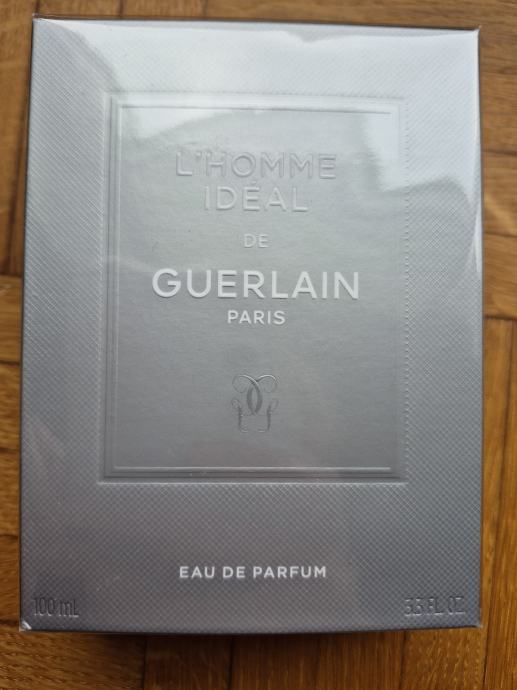 L'HOMME
IDÉAL
DE
GUERLAIN
PARIS
EAU DE PARFUM
100 mL
3.3 FL. OZ.